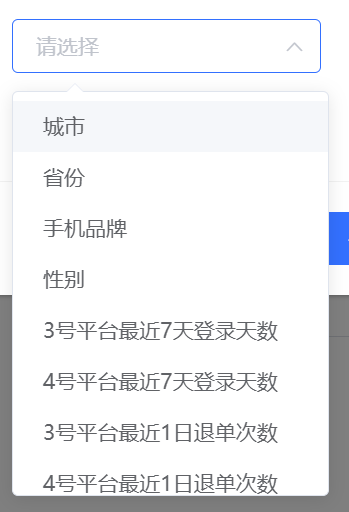 请选择
城市
省份
手机品牌
性别
3号平台最近7天登录天数
4号平台最近7天登录天数
3号平台最近1日退单次数
4号平台最近1日退单次数